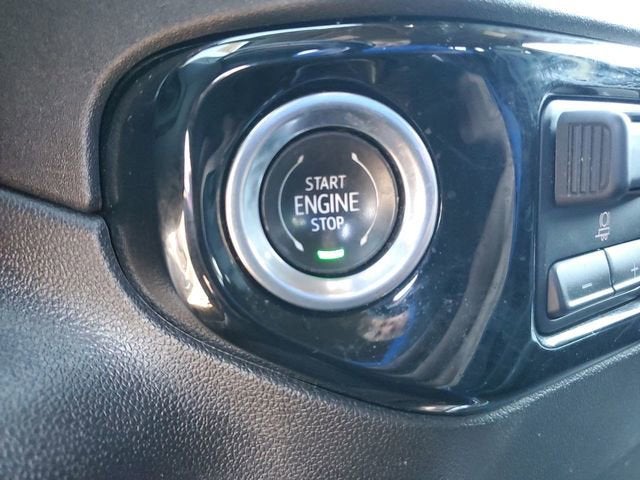 START
ENGINE
STOP
- +